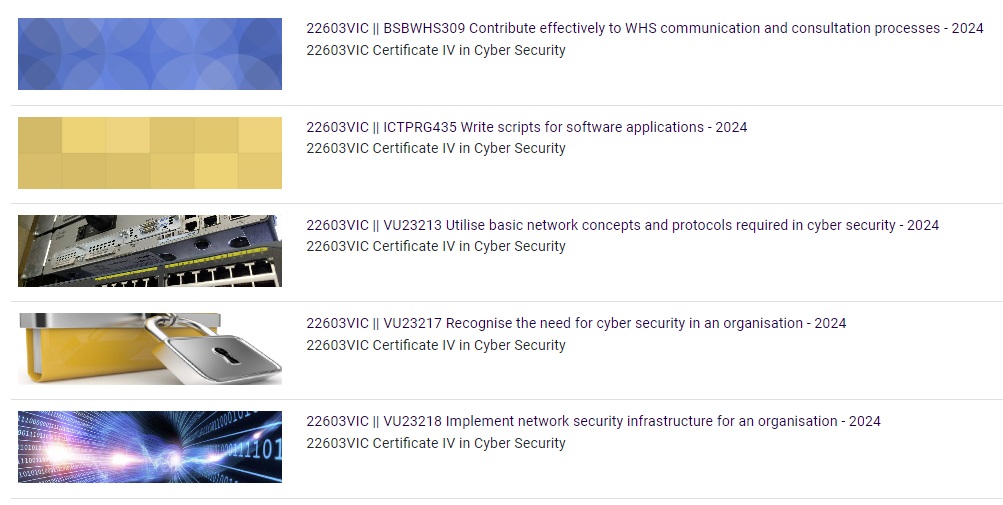 22603VIC || BSBWHS309 Contribute effectively to WHS communication and consultation processes - 2024
22603VIC Certificate IV in Cyber Security
22603VIC || ICTPRG435 Write scripts for software applications - 2024
22603VIC Certificate IV in Cyber Security
22603VIC || VU23213 Utilise basic network concepts and protocols required in cyber security - 2024
22603VIC Certificate IV in Cyber Security
22603VIC || VU23217 Recognise the need for cyber security in an organisation - 2024
22603VIC Certificate IV in Cyber Security
22603VIC || VU23218 Implement network security infrastructure for an organisation - 2024
22603VIC Certificate IV in Cyber Security